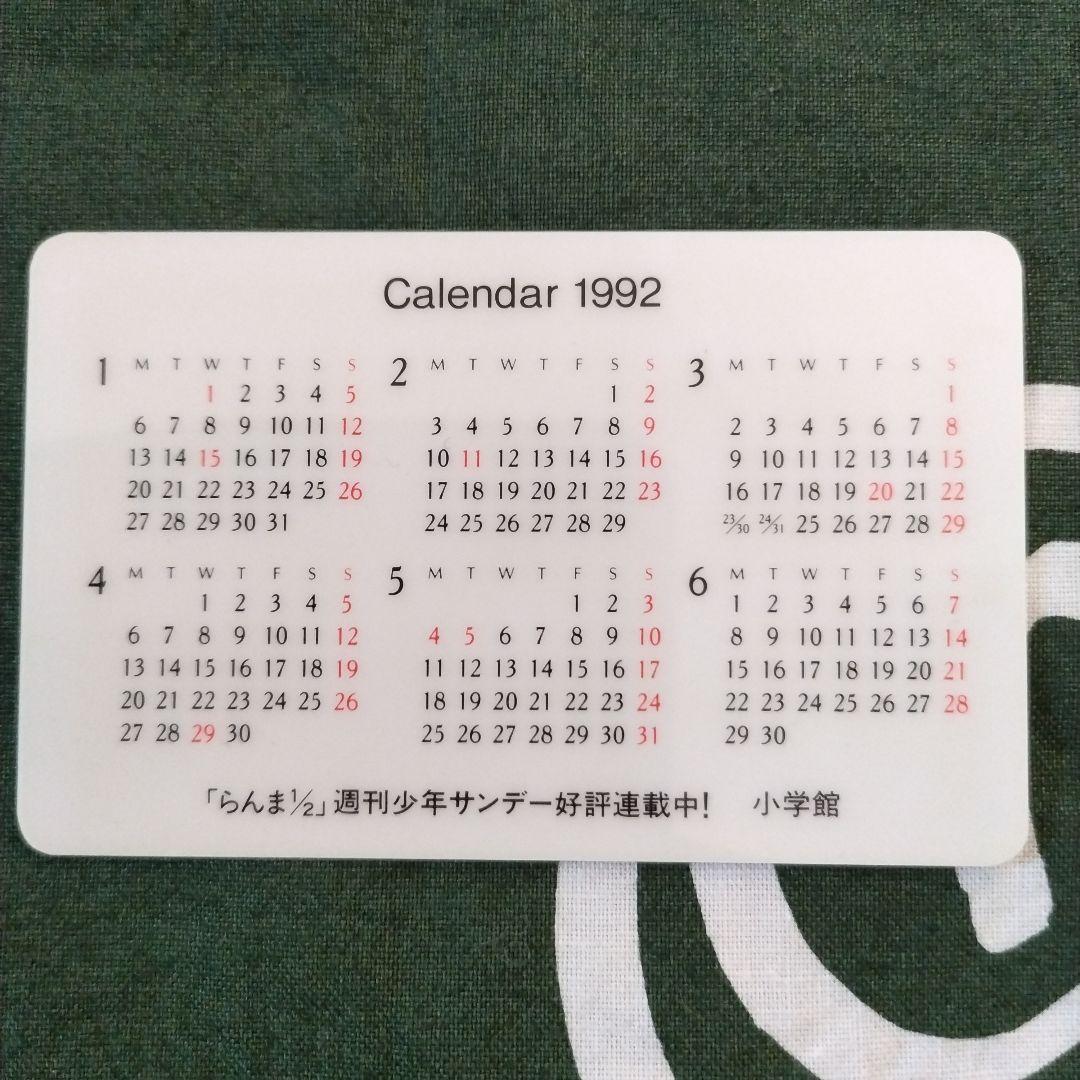 Calendar 1992
1 M T W T F S S
1 2 3 4 5
6 7 8 9 10 11 12
13 14 15 16 17 18 19
20 21 22 23 24 25 26
27 28 29 30 31
2 M T W T F S S
1 2
3 4 5 6 7 8 9
10 11 12 13 14 15 16
17 18 19 20 21 22 23
24 25 26 27 28 29
3 M T W T F S S
1
2 3 4 5 6 7 8
9 10 11 12 13 14 15
16 17 18 19 20 21 22
23/30 24/31 25 26 27 28 29
4 M T W T F S S
1 2 3 4 5
6 7 8 9 10 11 12
13 14 15 16 17 18 19
20 21 22 23 24 25 26
27 28 29 30
5 M T W T F S S
1 2 3
4 5 6 7 8 9 10
11 12 13 14 15 16 17
18 19 20 21 22 23 24
25 26 27 28 29 30 31
6 M T W T F S S
1 2 3 4 5 6 7
8 9 10 11 12 13 14
15 16 17 18 19 20 21
22 23 24 25 26 27 28
29 30
「らんま½」週刊少年サンデー好評連載中! 小学館